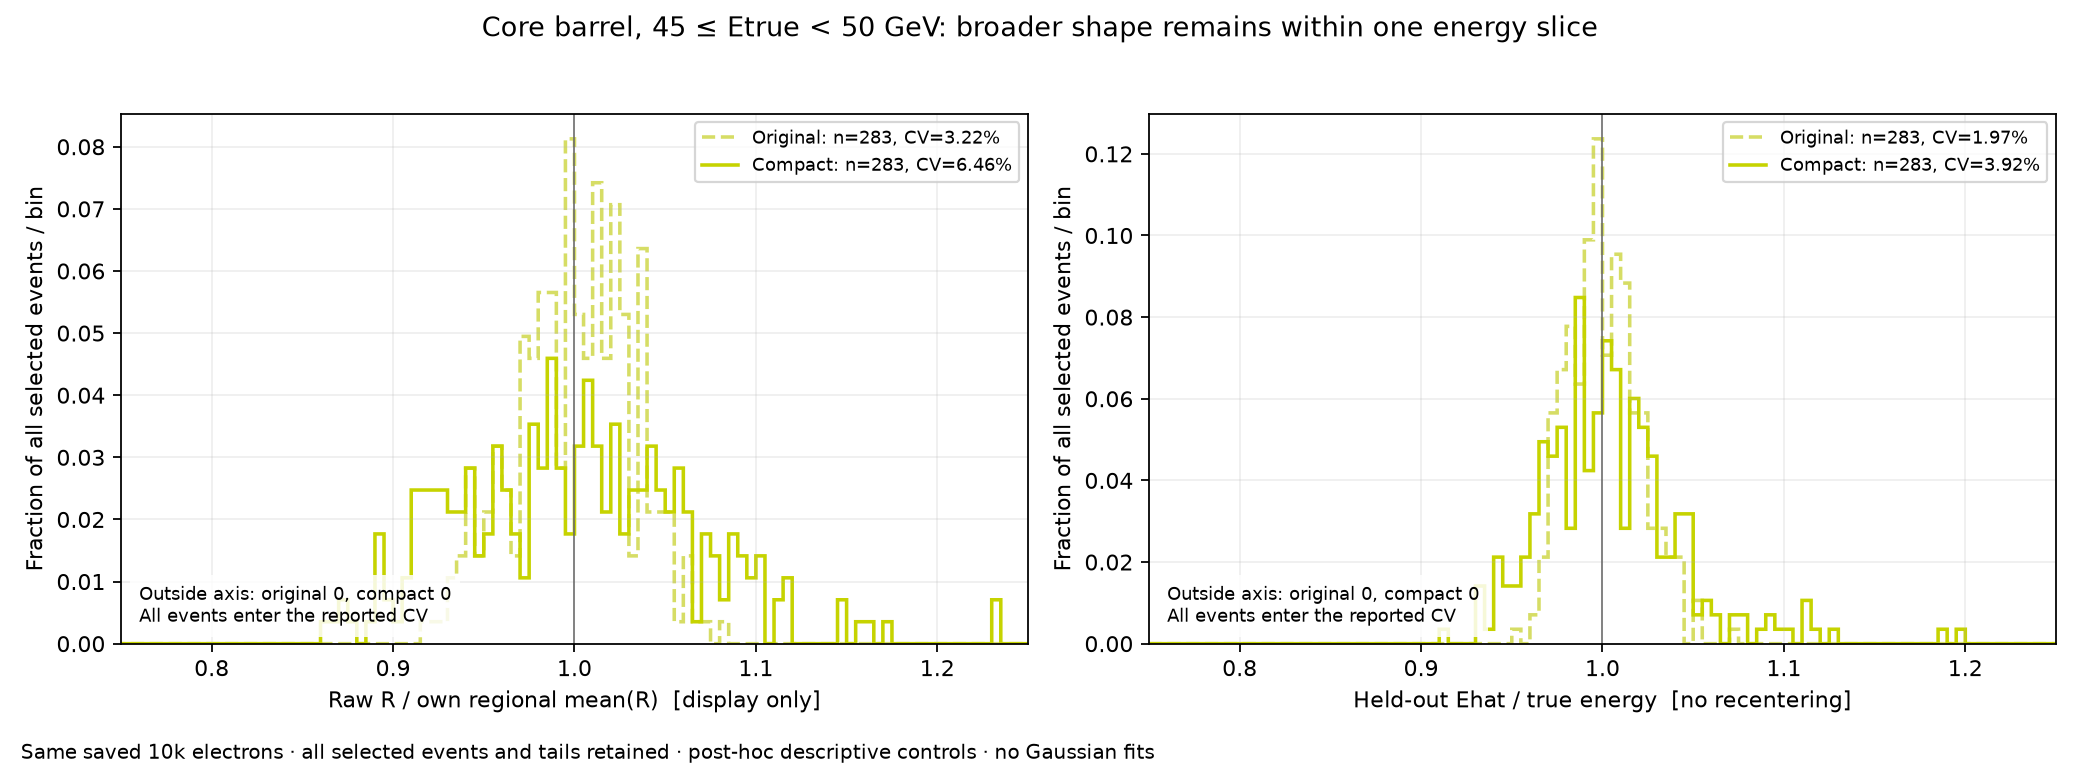 Core barrel, 45 ≤ Etrue < 50 GeV: broader shape remains within one energy slice
Fraction of all selected events / bin
0.08
0.07
0.06
0.05
0.04
0.03
0.02
0.01
0.00
Original: n=283, CV=3.22%
Compact: n=283, CV=6.46%
Outside axis: original 0, compact 0
All events enter the reported CV
0.8
0.9
1.0
1.1
1.2
Raw R / own regional mean(R)  [display only]
Fraction of all selected events / bin
0.12
0.10
0.08
0.06
0.04
0.02
0.00
Original: n=283, CV=1.97%
Compact: n=283, CV=3.92%
Outside axis: original 0, compact 0
All events enter the reported CV
0.8
0.9
1.0
1.1
1.2
Held-out Ehat / true energy  [no recentering]
Same saved 10k electrons · all selected events and tails retained · post-hoc descriptive controls · no Gaussian fits